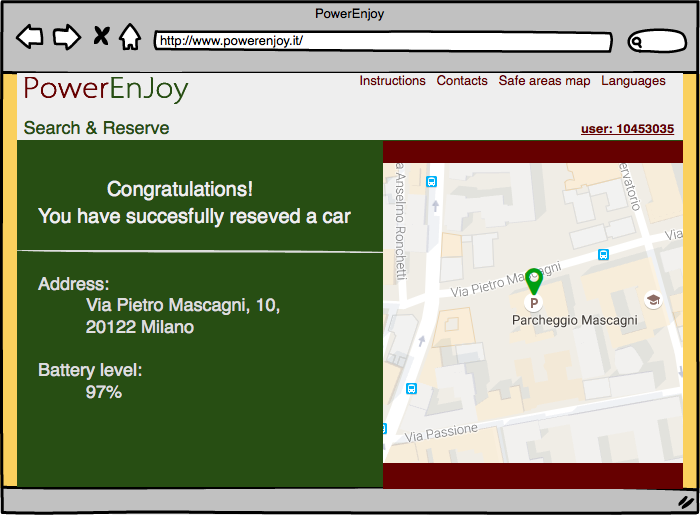 PowerEnjoy
http://www.powerenjoy.it/
PowerEnJoy
Instructions Contacts Safe areas map Languages
Search & Reserve
user: 10453035
Congratulations!
You have succesfully reseved a car
Address:
Via Pietro Mascagni, 10,
20122 Milano
Battery level:
97%
a Anselmo Ronchetti
ervatorio
Via
Via Pietro Mascagni
P
Parcheggio Mascagni
Via Passione